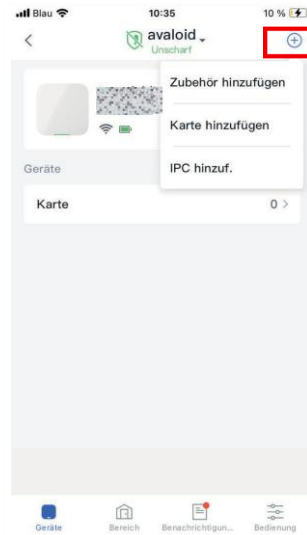 Blau
10:35
10 %
avaloid
Unscharf
Zubehör hinzufügen
Karte hinzufügen
IPC hinzuf.
Geräte
Karte
0
Geräte
Bereich
Benachrichtigun...
Bedienung